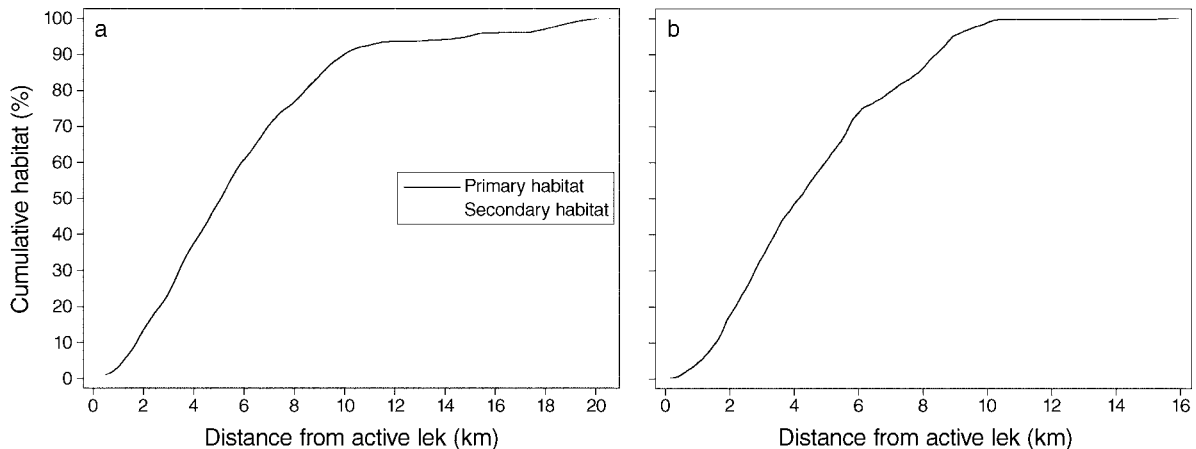 a
b
Cumulative habitat (%)
100
90
80
70
60
50
40
30
20
10
0
Primary habitat
Secondary habitat
0 2 4 6 8 10 12 14 16 18 20
0 2 4 6 8 10 12 14 16
Distance from active lek (km)
Distance from active lek (km)